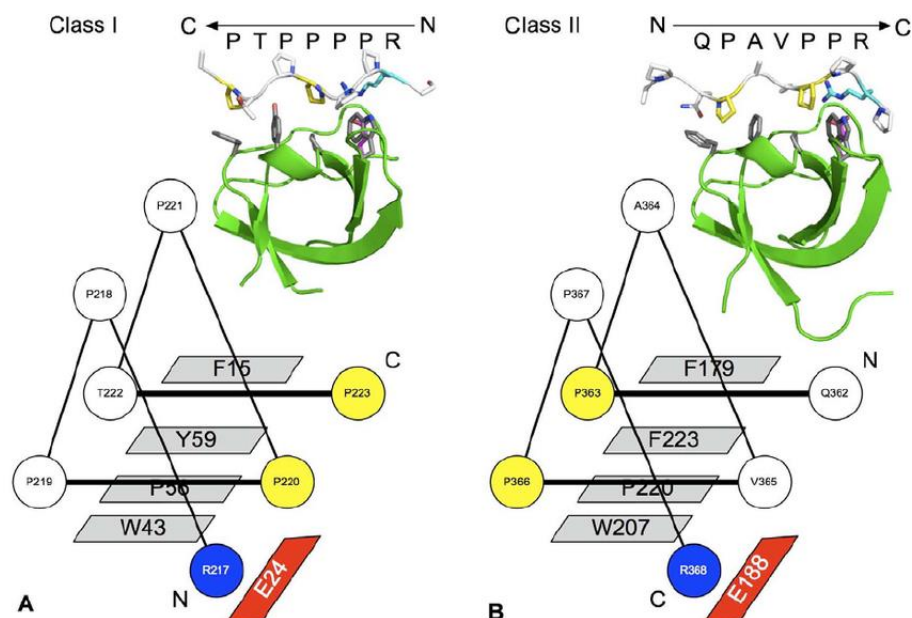 Class I
C N
P T P P P P R
P221
P218
F15
C
T222
P223
Y59
P219
P56
P220
W43
R217
E24
N
A
Class II
N C
Q P A V P P R
A364
P367
F179
N
P363
Q362
F223
P366
P220
V365
W207
R368
E188
C
B